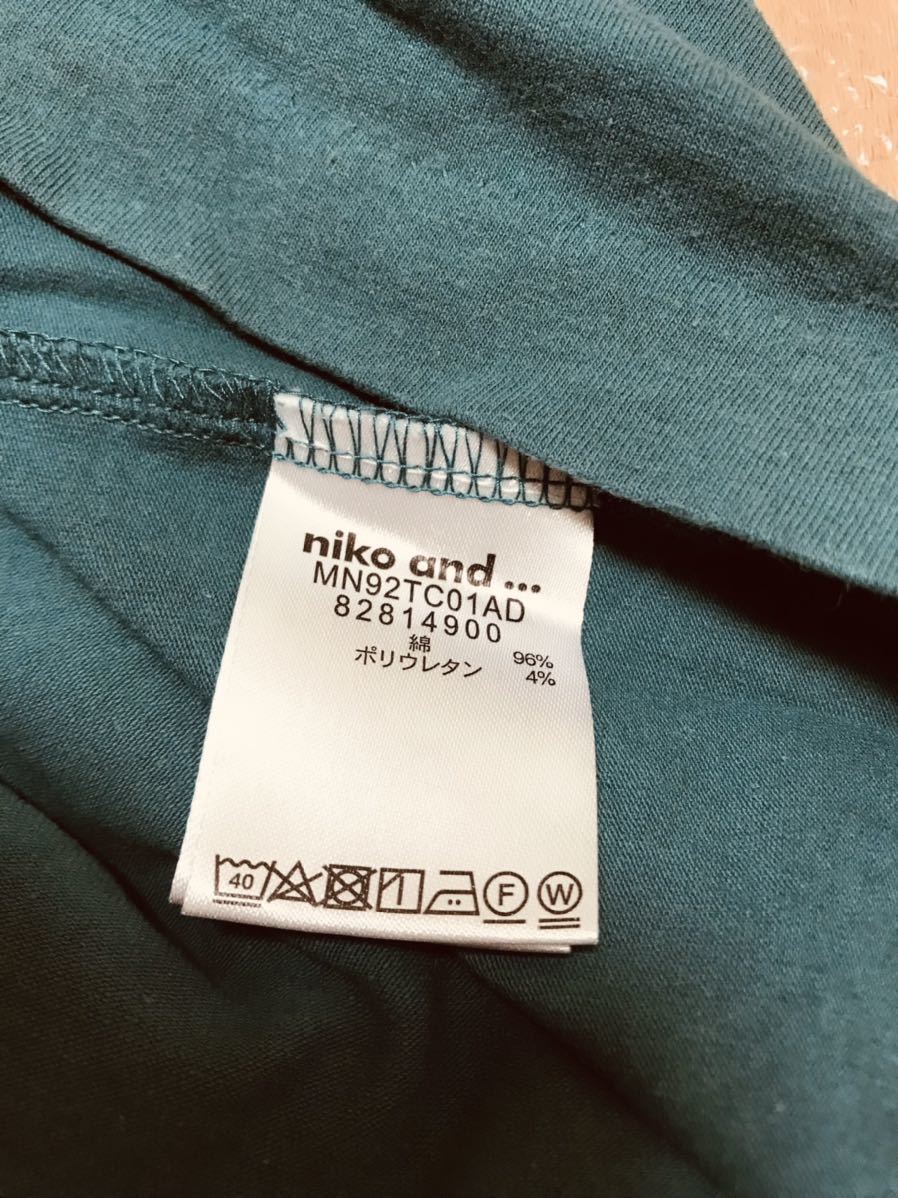 niko and ...
MN92TC01AD
82814900
綿 96%
ポリウレタン 4%
40
F
W